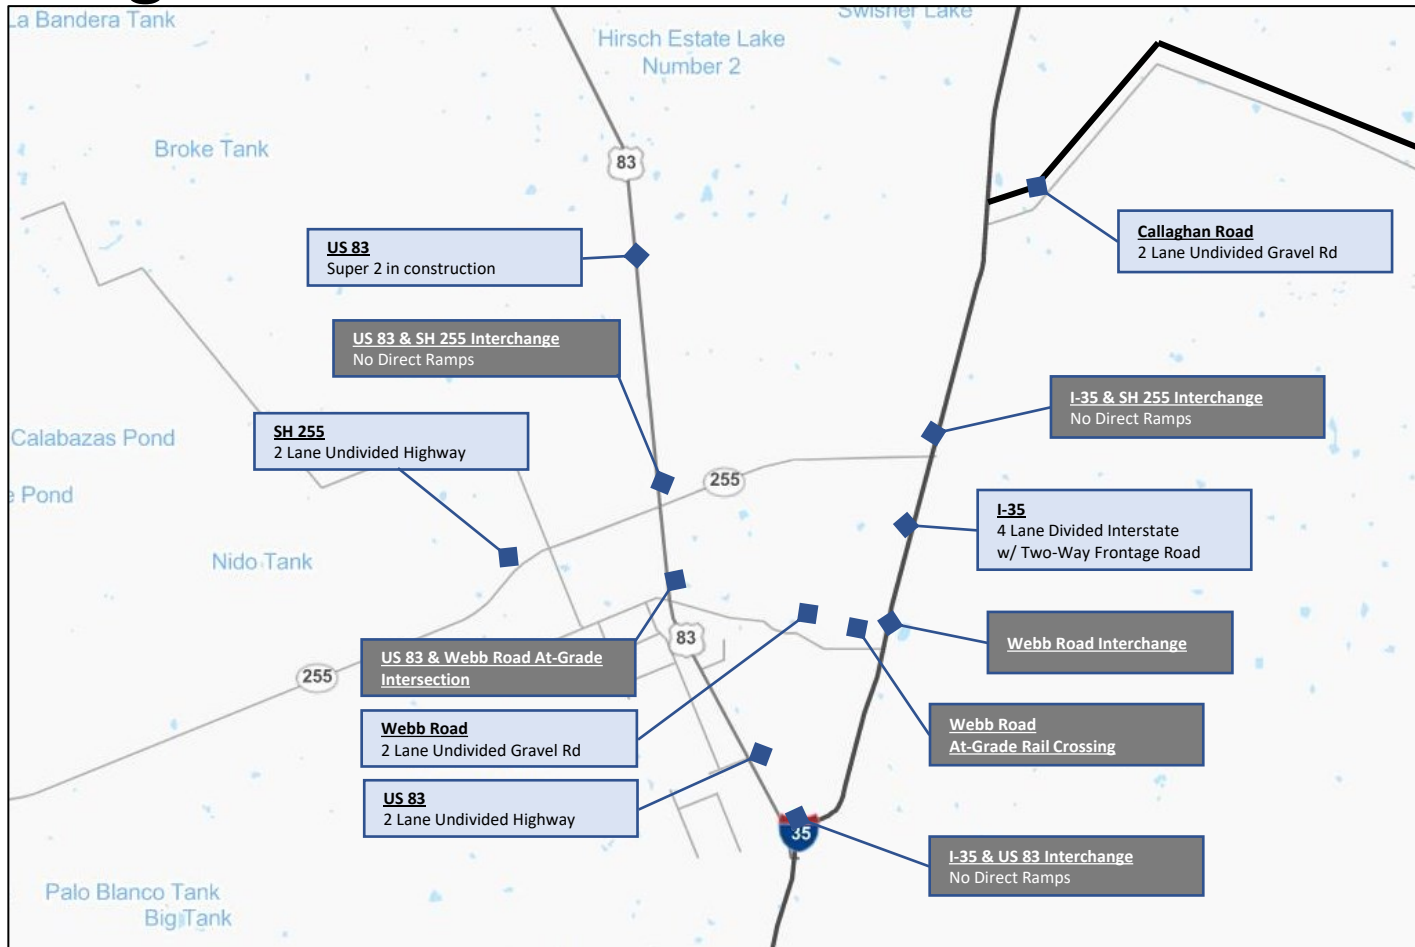 La Bandera Tank
Swisher Lake
Hirsch Estate Lake
Number 2
Broke Tank
83
Callaghan Road
2 Lane Undivided Gravel Rd
US 83
Super 2 in construction
US 83 & SH 255 Interchange
No Direct Ramps
I-35 & SH 255 Interchange
No Direct Ramps
SH 255
2 Lane Undivided Highway
Calabazas Pond
255
e Pond
I-35
4 Lane Divided Interstate
w/ Two-Way Frontage Road
Nido Tank
83
Webb Road Interchange
US 83 & Webb Road At-Grade
Intersection
255
Webb Road
2 Lane Undivided Gravel Rd
Webb Road
At-Grade Rail Crossing
US 83
2 Lane Undivided Highway
35
I-35 & US 83 Interchange
No Direct Ramps
Palo Blanco Tank
Big Tank